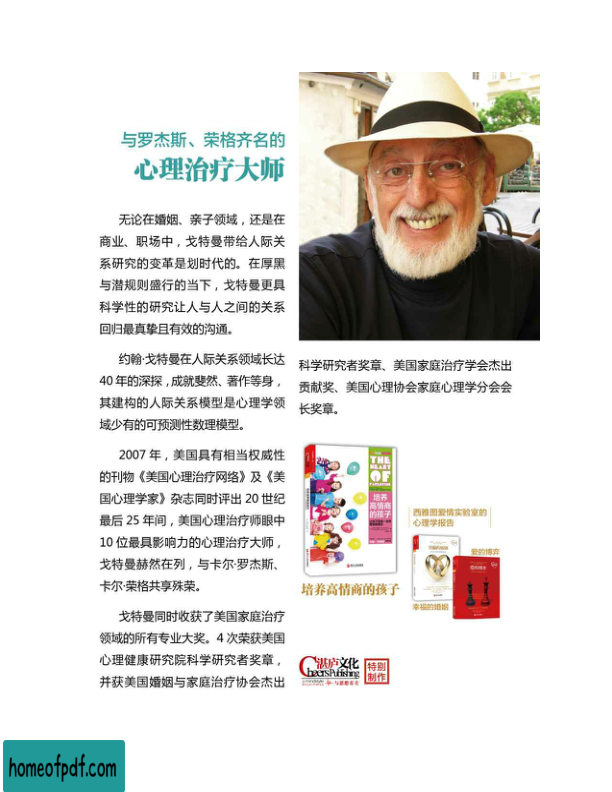 与罗杰斯、荣格齐名的
心理治疗大师
无论在婚姻、亲子领域，还是在
商业、职场中，戈特曼带给人际关
系研究的变革是划时代的。在厚黑
与潜规则盛行的当下，戈特曼更具
科学性的研究让人与人之间的关系
回归最真挚且有效的沟通。
约翰·戈特曼在人际关系领域长达
40 年的深探，成就斐然、著作等身，
其建构的人际关系模型是心理学领
域少有的可预测性数理模型。
2007 年，美国具有相当权威性
的刊物《美国心理治疗网络》及《美
国心理学家》杂志同时评出 20 世纪
最后 25 年间，美国心理治疗师眼中
10 位最具影响力的心理治疗大师，
戈特曼赫然在列，与卡尔·罗杰斯、
卡尔·荣格共享殊荣。
戈特曼同时收获了美国家庭治疗
领域的所有专业大奖。4 次荣获美国
心理健康研究院科学研究者奖章，
并获美国婚姻与家庭治疗协会杰出
科学研究者奖章、美国家庭治疗学会杰出
贡献奖、美国心理协会家庭心理学分会会
长奖章。
THE
HEART
OF
培养
高情商
的孩子
培养高情商的孩子
西雅图爱情实验室的
心理学报告
爱的博弈
幸福的婚姻
湛庐文化
Cheers Publishing
特别
制作
homeofpdf.com